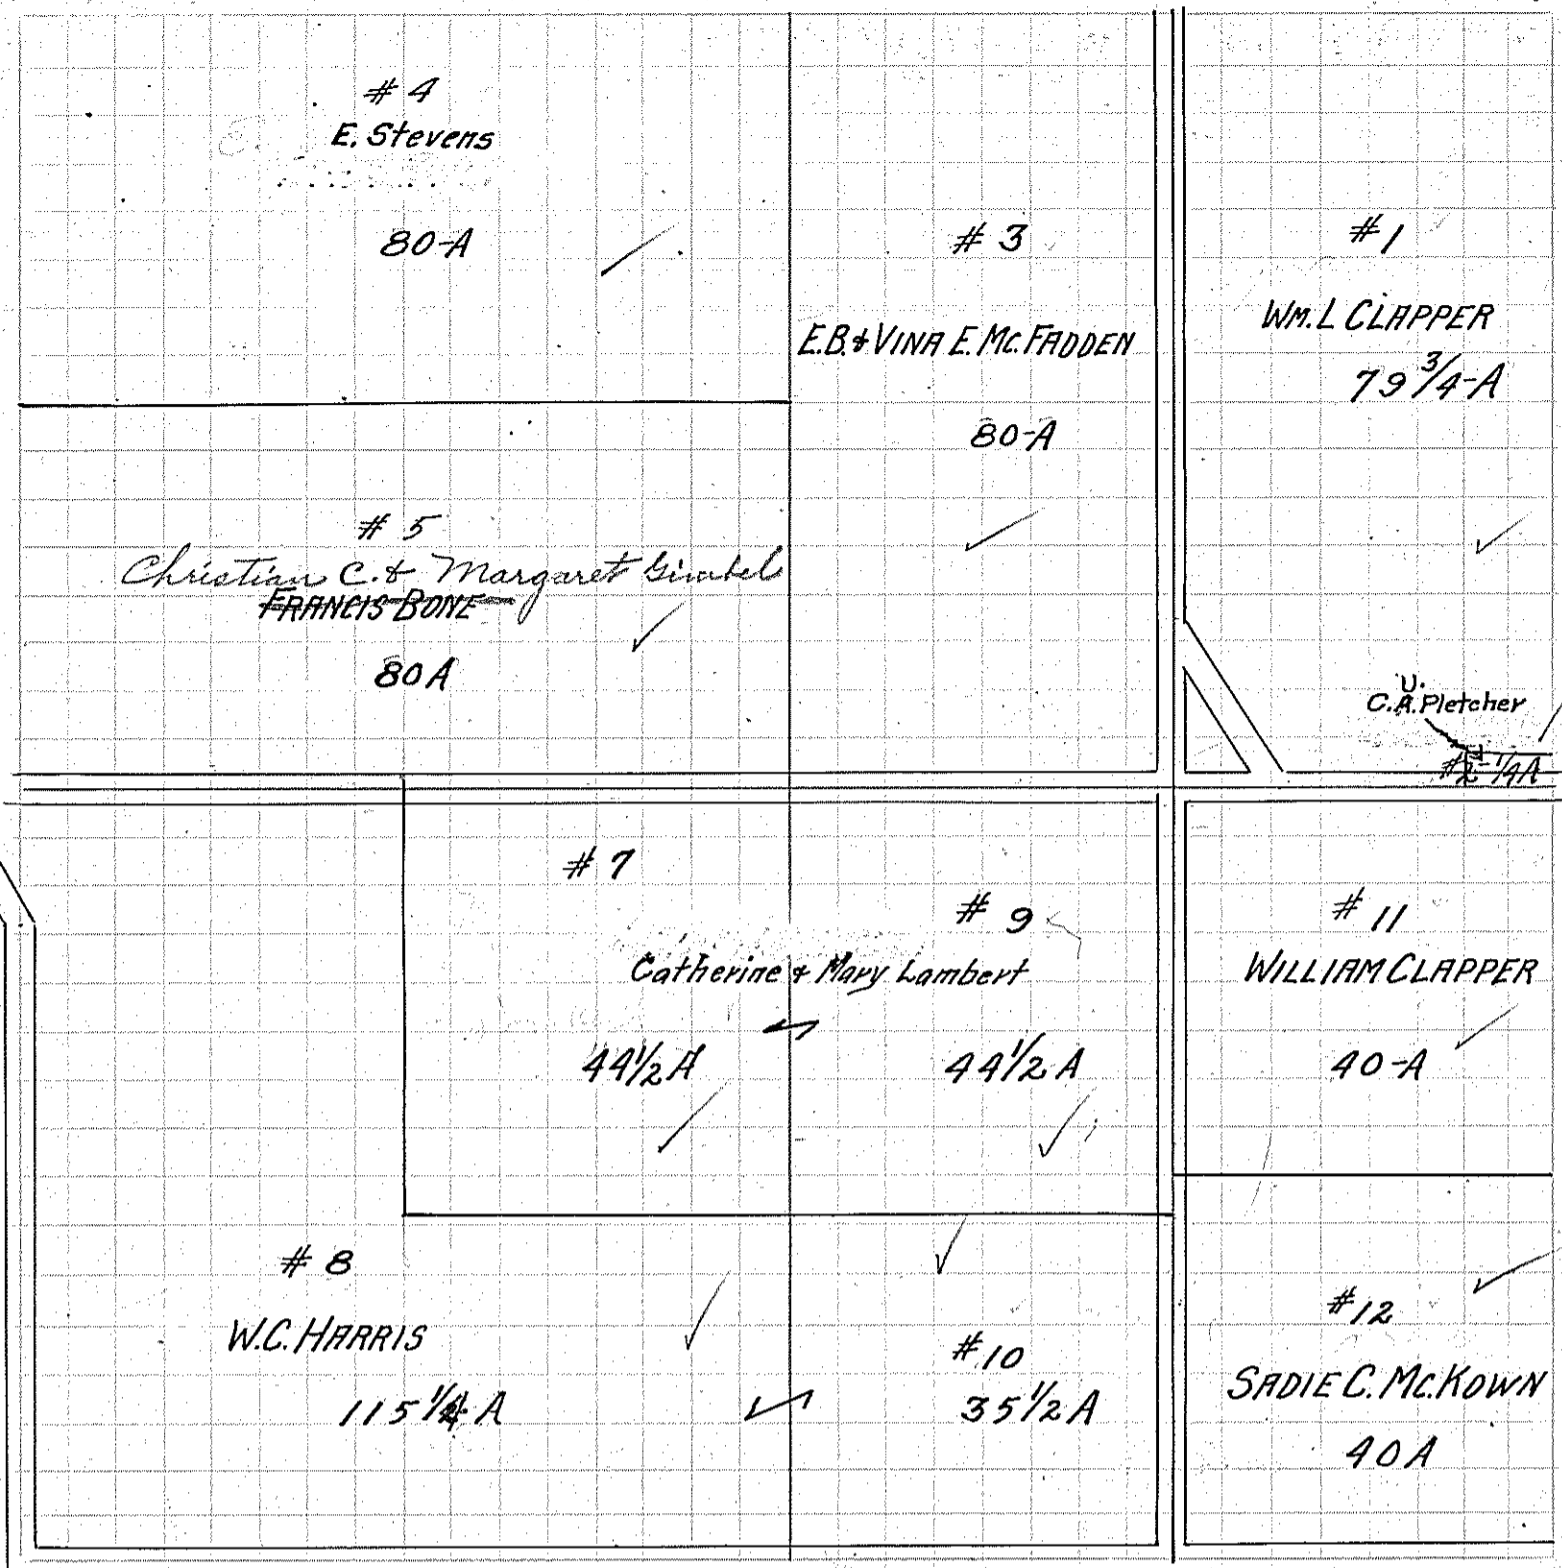 # 4
E. Stevens
80-A
# 3
E.B. & VINA E. Mc.FADDEN
80-A
#1
WM. L CLAPPER
79 3/4-A
# 5
Christian C. & Margaret
FRANCIS BONE
80A
U.
C.A. Pletcher
#2-1/4A
# 7
# 9
Catherine & Mary Lambert
44 1/2 A
44 1/2 A
# 11
WILLIAM CLAPPER
40-A
# 8
W.C. HARRIS
115 1/4 A
#10
35 1/2 A
#12
SADIE C. Mc.KOWN
40A